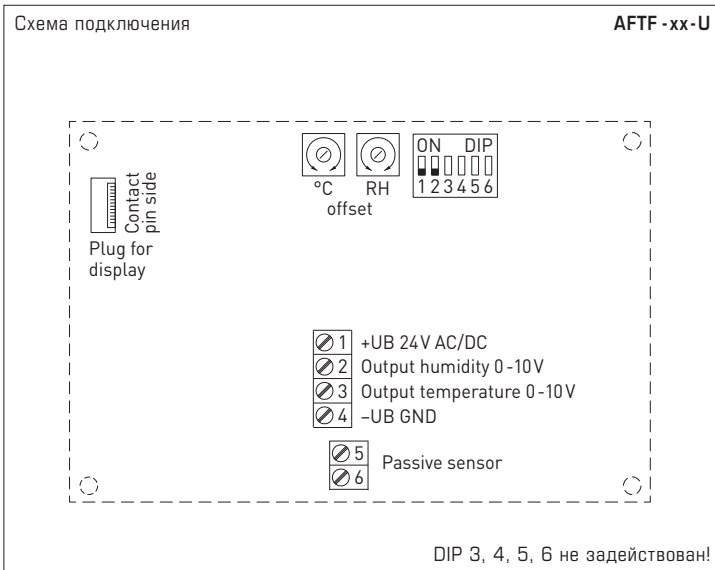 Схема подключения
AFTF -xx-U
ON DIP
1 2 3 4 5 6
°C RH
offset
Contact
pin side
Plug for
display
1 +UB 24V AC/DC
2 Output humidity 0-10V
3 Output temperature 0-10V
4 –UB GND
5
6
Passive sensor
DIP 3, 4, 5, 6 не задействован!